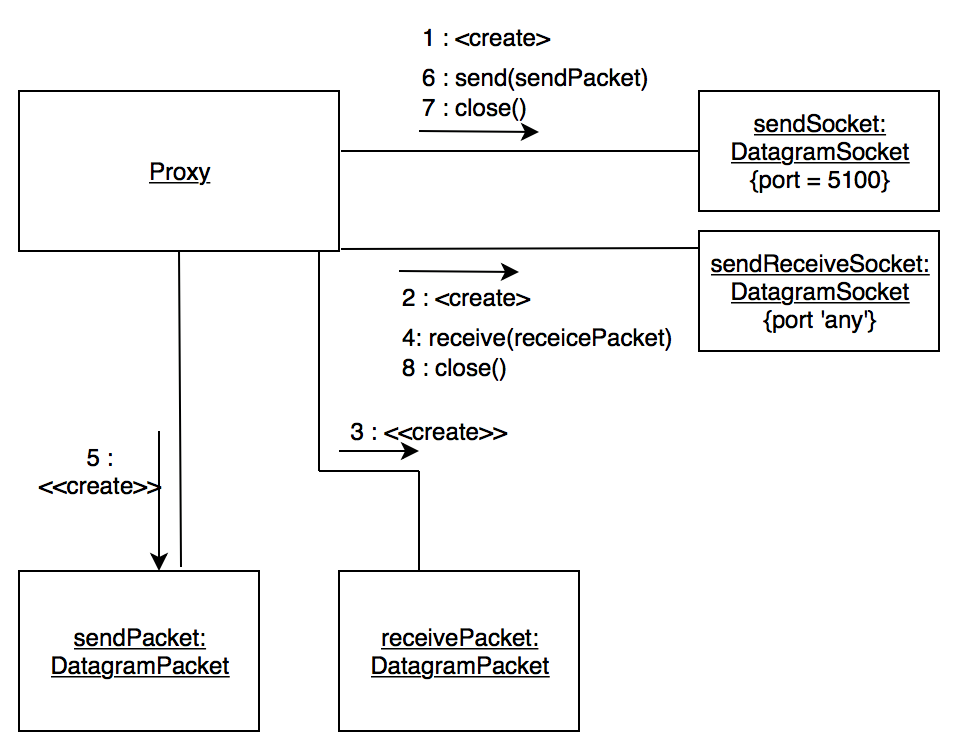 1 : <create>
6 : send(sendPacket)
7 : close()
Proxy
sendSocket:
DatagramSocket
{port = 5100}
sendReceiveSocket:
DatagramSocket
{port 'any'}
2 : <create>
4: receive(receicePacket)
8 : close()
3 : <<create>>
5 :
<<create>>
sendPacket:
DatagramPacket
receivePacket:
DatagramPacket